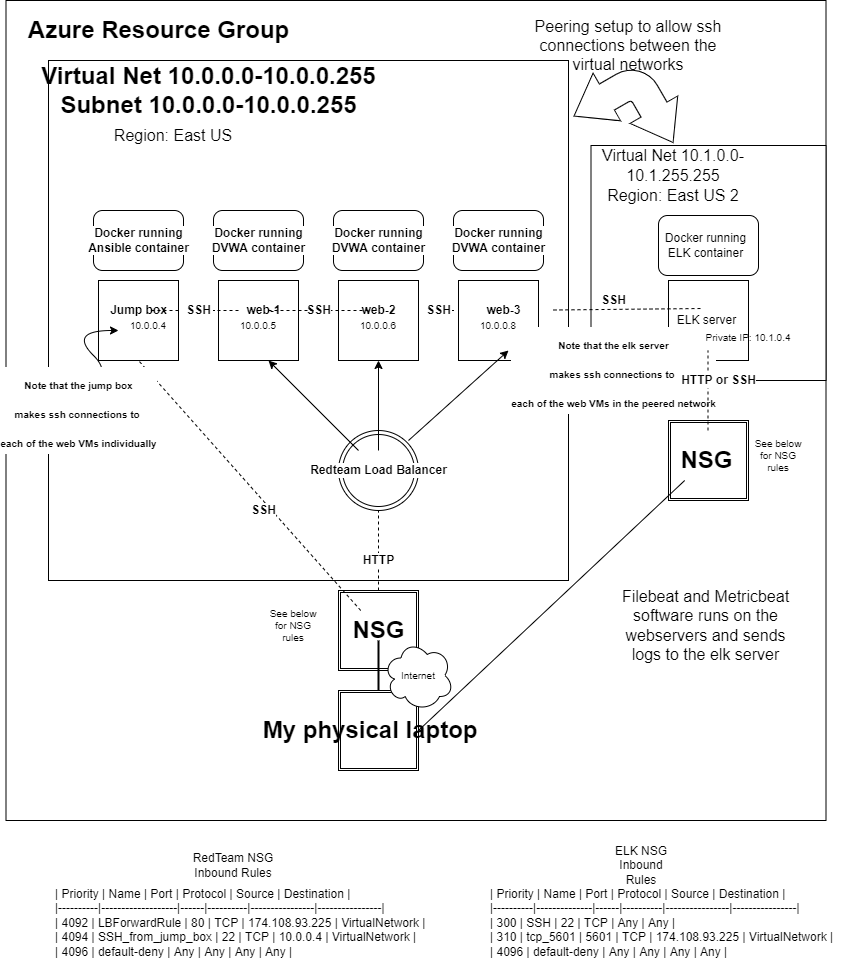 Azure Resource Group
Peering setup to allow ssh
connections between the
virtual networks
Virtual Net 10.0.0.0-10.0.0.255
Subnet 10.0.0.0-10.0.0.255
Region: East US
Virtual Net 10.1.0.0-
10.1.255.255
Region: East US 2
Docker running
Ansible container
Docker running
DVWA container
Docker running
DVWA container
Docker running
DVWA container
Docker running
ELK container
Jump box
10.0.0.4
SSH
web-1
10.0.0.5
SSH
web-2
10.0.0.6
SSH
web-3
10.0.0.8
SSH
ELK server
Private IP: 10.1.0.4
Note that the elk server
makes ssh connections to
each of the web VMs in the peered network
HTTP or SSH
Note that the jump box
makes ssh connections to
each of the web VMs individually
Redteam Load Balancer
NSG
See below
for NSG
rules
SSH
HTTP
See below
for NSG
rules
NSG
Internet
My physical laptop
Filebeat and Metricbeat
software runs on the
webservers and sends
logs to the elk server
RedTeam NSG
Inbound Rules
| Priority | Name | Port | Protocol | Source | Destination |
|----------|---------------------|------|----------|----------------|----------------|
| 4092 | LBForwardRule | 80 | TCP | 174.108.93.225 | VirtualNetwork |
| 4094 | SSH_from_jump_box | 22 | TCP | 10.0.0.4 | VirtualNetwork |
| 4096 | default-deny | Any | Any | Any | Any |
ELK NSG
Inbound
Rules
| Priority | Name | Port | Protocol | Source | Destination |
|----------|---------------------|------|----------|----------------|----------------|
| 300 | SSH | 22 | TCP | Any | Any |
| 310 | tcp_5601 | 5601 | TCP | 174.108.93.225 | VirtualNetwork |
| 4096 | default-deny | Any | Any | Any | Any |